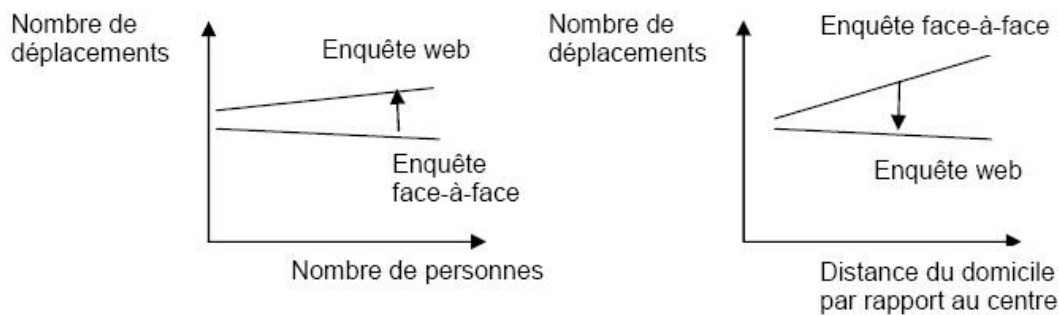 Nombre de
déplacements
Enquête web
Enquête
face-à-face
Nombre de personnes
Nombre de
déplacements
Enquête face-à-face
Enquête web
Distance du domicile
par rapport au centre